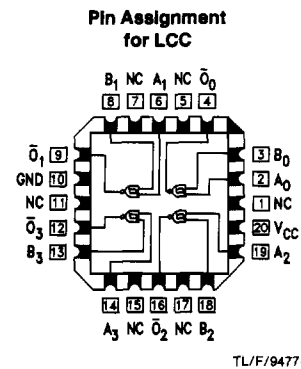 Pin Assignment
for LCC
B₁ NC A₁ NC Ō₀
8 7 6 5 4
Ō₁ 9
GND 10
NC 11
Ō₃ 12
B₃ 13
3 B₀
2 A₀
1 NC
20 VCC
19 A₂
14 15 16 17 18
A₃ NC Ō₂ NC B₂
TL/F/9477